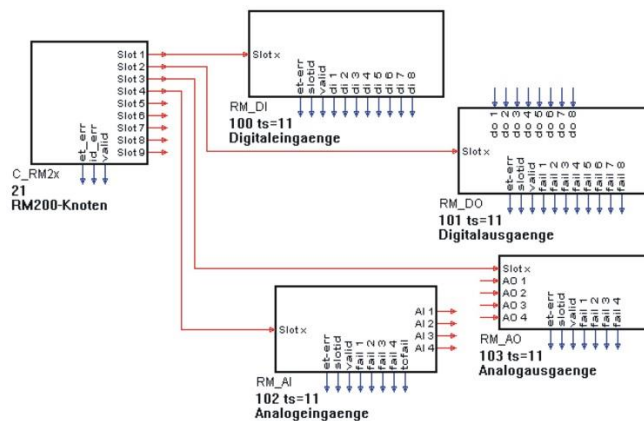 Slot 1
Slot 2
Slot 3
Slot 4
Slot 5
Slot 6
Slot 7
Slot 8
Slot 9
et_err
id_err
valid
C_RM2x
21
RM200-Knoten
Slot x
et-err
slotid
valid
di 1
di 2
di 3
di 4
di 5
di 6
di 7
di 8
RM_DI
100 ts=11
Digitaleingaenge
do 1
do 2
do 3
do 4
do 5
do 6
do 7
do 8
Slot x
et-err
slotid
valid
fail 1
fail 2
fail 3
fail 4
fail 5
fail 6
fail 7
fail 8
RM_DO
101 ts=11
Digitalausgaenge
Slot x
AO 1
AO 2
AO 3
AO 4
et-err
slotid
valid
fail 1
fail 2
fail 3
fail 4
RM_AO
103 ts=11
Analogausgaenge
Slot x
AI 1
AI 2
AI 3
AI 4
et-err
slotid
valid
fail 1
fail 2
fail 3
fail 4
tcfail
RM_AI
102 ts=11
Analogeingaenge